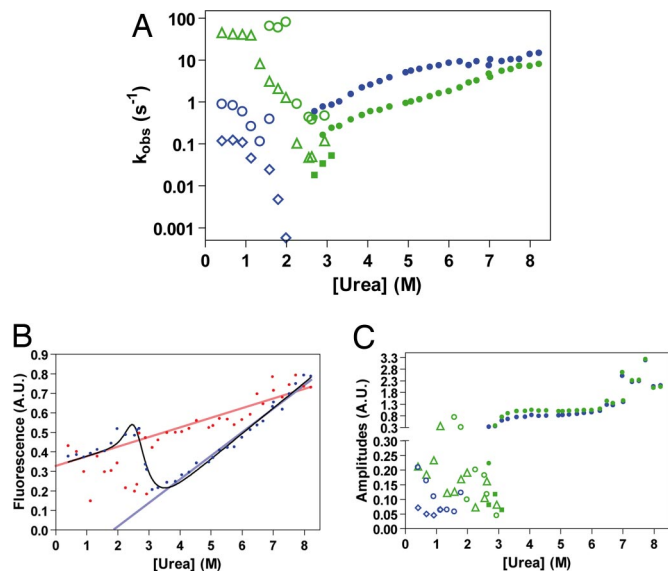 A
k_obs (s⁻¹)
100
10
1
0.1
0.01
0.001
0 1 2 3 4 5 6 7 8
[Urea] (M)
B
Fluorescence (A.U.)
0.9
0.8
0.7
0.6
0.5
0.4
0.3
0.2
0.1
0.0
0 1 2 3 4 5 6 7 8
[Urea] (M)
C
Amplitudes (A.U.)
3.3
2.8
2.3
1.8
1.3
0.8
0.3
0.30
0.25
0.20
0.15
0.10
0.05
0.00
0 1 2 3 4 5 6 7 8
[Urea] (M)